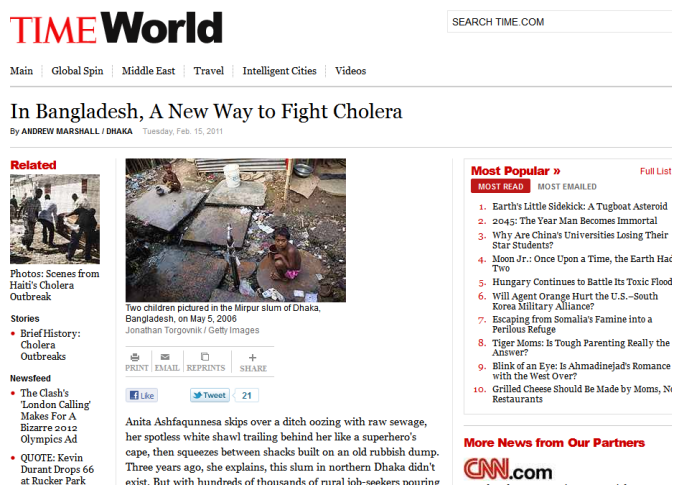 TIME World
SEARCH TIME.COM
Main
Global Spin
Middle East
Travel
Intelligent Cities
Videos
In Bangladesh, A New Way to Fight Cholera
By ANDREW MARSHALL / DHAKA Tuesday, Feb. 15, 2011
Related
Photos: Scenes from
Haiti's Cholera
Outbreak
Stories
Brief History:
Cholera
Outbreaks
Newsfeed
The Clash's
'London Calling'
Makes For A
Bizarre 2012
Olympics Ad
QUOTE: Kevin
Durant Drops 66
at Rucker Park
Two children pictured in the Mirpur slum of Dhaka,
Bangladesh, on May 5, 2006
Jonathan Torgovnik / Getty Images
PRINT
EMAIL
REPRINTS
SHARE
Like
Tweet
21
Anita Ashfaqunnesa skips over a ditch oozing with raw sewage,
her spotless white shawl trailing behind her like a superhero's
cape, then squeezes between shacks built on an old rubbish dump.
Three years ago, she explains, this slum in northern Dhaka didn't
exist. But with hundreds of thousands of rural job-seekers pouring
Most Popular »
Full List
MOST READ
MOST EMAILED
1. Earth's Little Sidekick: A Tugboat Asteroid
2. 2045: The Year Man Becomes Immortal
3. Why Are China's Universities Losing Their
Star Students?
4. Moon Jr.: Once Upon a Time, the Earth Had
Two
5. Hungary Continues to Battle Its Toxic Flood
6. Will Agent Orange Hurt the U.S.–South
Korea Military Alliance?
7. Escaping from Somalia's Famine into a
Perilous Refuge
8. Tiger Moms: Is Tough Parenting Really the
Answer?
9. Blink of an Eye: Is Ahmadinejad's Romance
with the West Over?
10. Grilled Cheese Should Be Made by Moms, No
Restaurants
More News from Our Partners
CNN.com